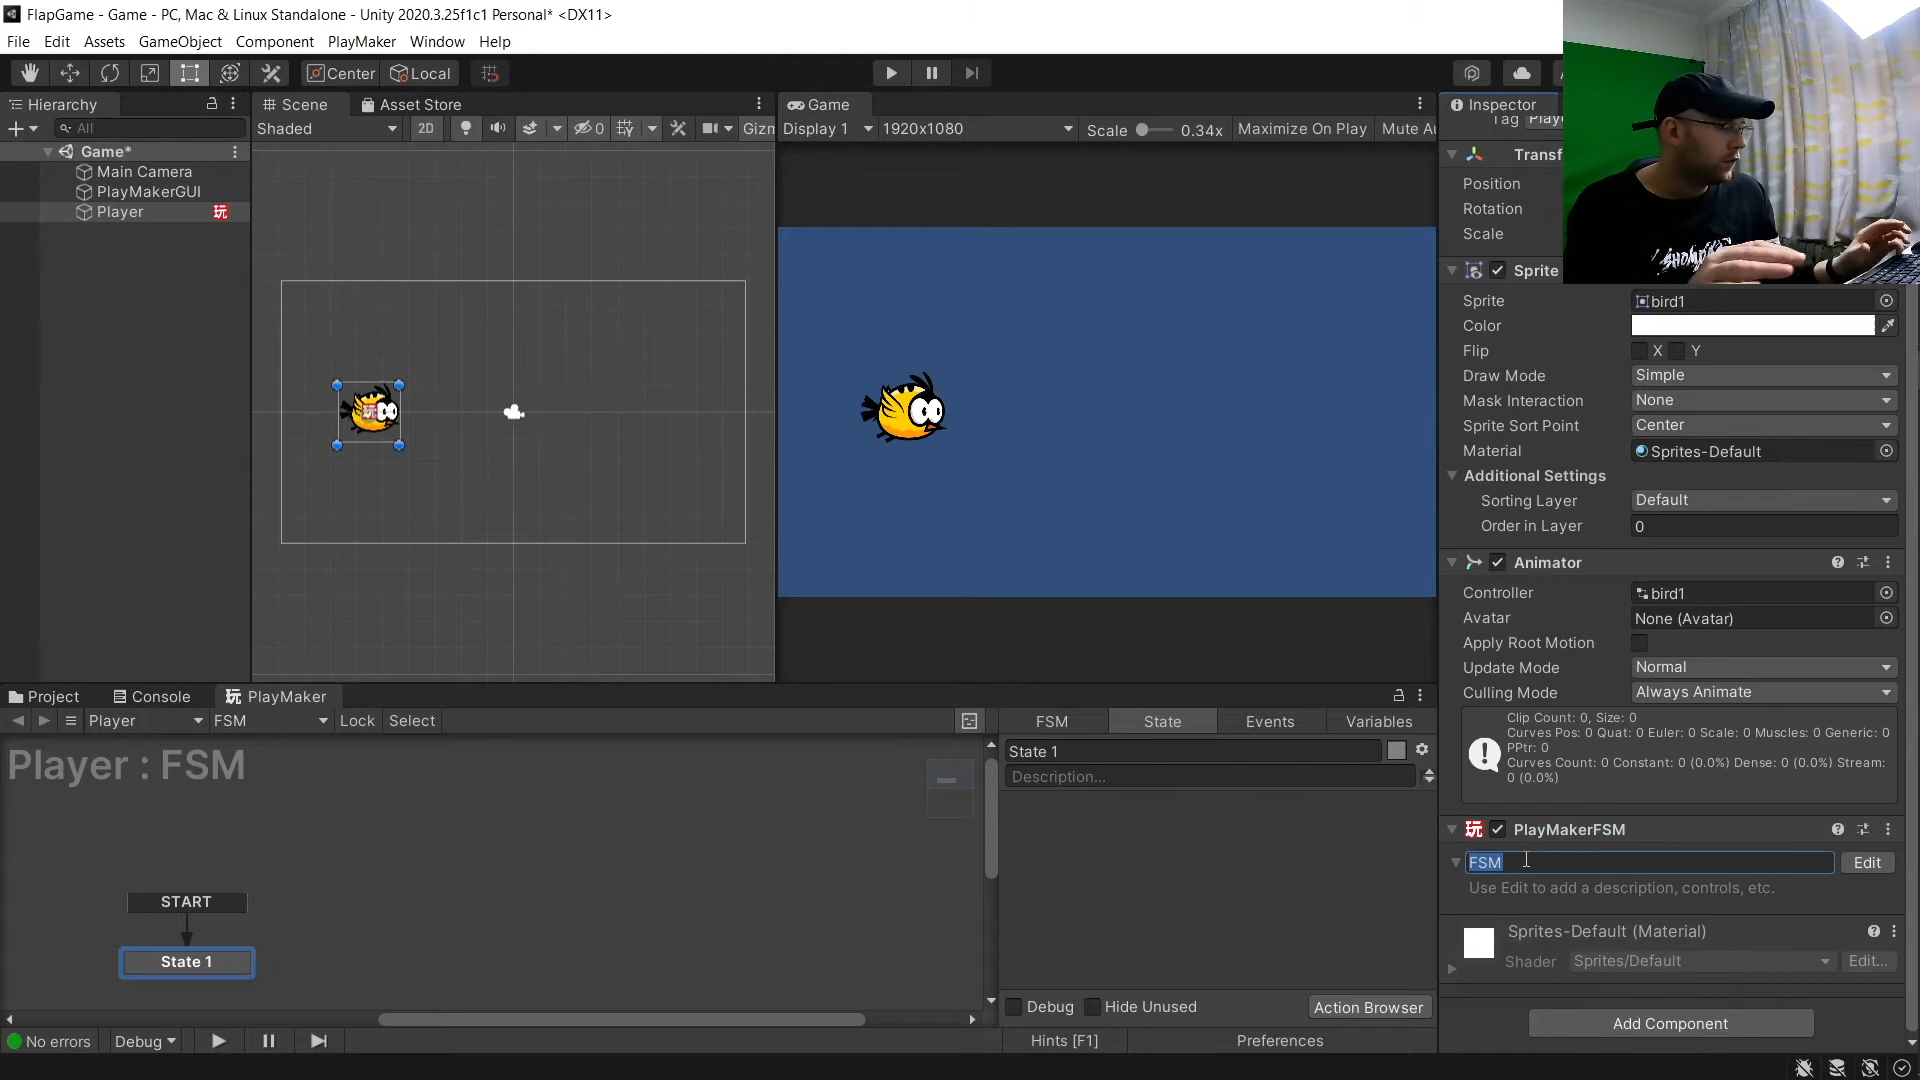 FlapGame - Game - PC, Mac & Linux Standalone - Unity 2020.3.25f1c1 Personal* <DX11>
File Edit Assets GameObject Component PlayMaker Window Help
Center Local
Hierarchy
All
Game*
Main Camera
PlayMakerGUI
Player 玩
Scene Asset Store
Shaded 2D 0 Gizm
Game
Display 1 1920x1080 Scale 0.34x Maximize On Play Mute Au
Inspector
Tag Playe
Transf
Position
Rotation
Scale
Sprite
Sprite bird1
Color
Flip X Y
Draw Mode Simple
Mask Interaction None
Sprite Sort Point Center
Material Sprites-Default
Additional Settings
Sorting Layer Default
Order in Layer 0
Animator
Controller bird1
Avatar None (Avatar)
Apply Root Motion
Update Mode Normal
Culling Mode Always Animate
Clip Count: 0, Size: 0
Curves Pos: 0 Quat: 0 Euler: 0 Scale: 0 Muscles: 0 Generic: 0
PPtr: 0
Curves Count: 0 Constant: 0 (0.0%) Dense: 0 (0.0%) Stream:
0 (0.0%)
玩 PlayMakerFSM
FSM Edit
Use Edit to add a description, controls, etc.
Sprites-Default (Material)
Shader Sprites/Default Edit...
Add Component
Project Console 玩 PlayMaker
Player FSM Lock Select
Player : FSM
START
State 1
FSM State Events Variables
State 1
Description...
Debug Hide Unused Action Browser
No errors Debug Hints [F1] Preferences